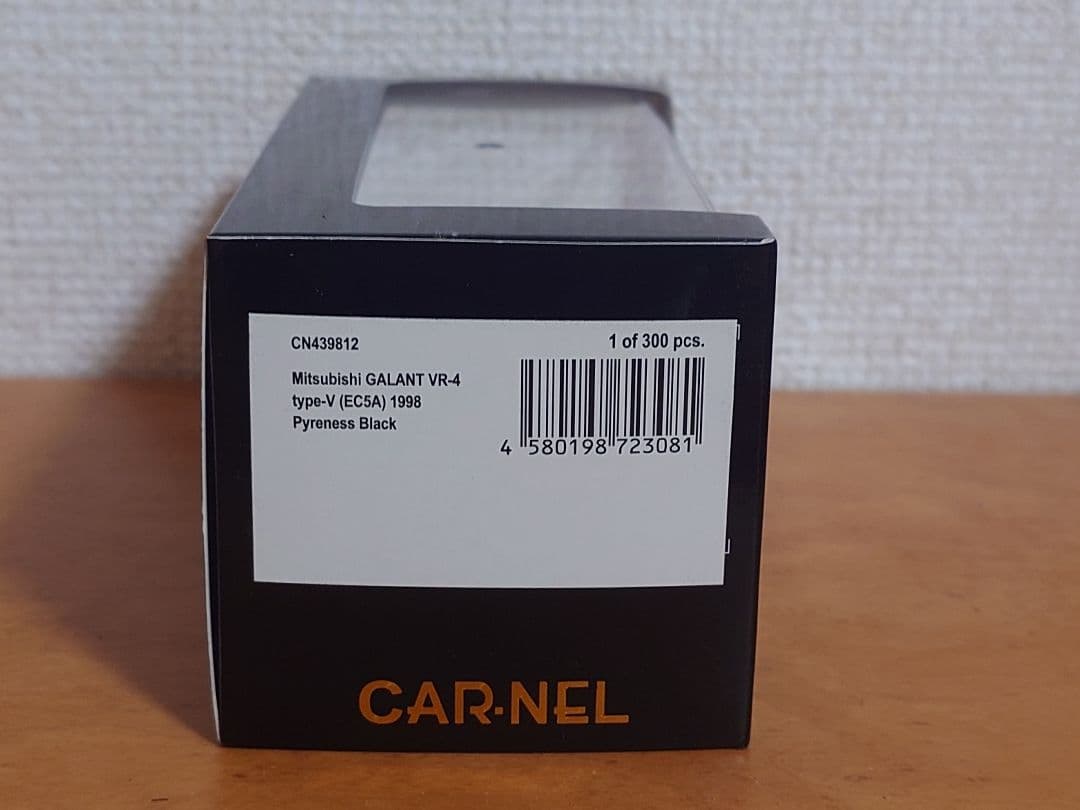 CN439812
1 of 300 pcs.
Mitsubishi GALANT VR-4
type-V (EC5A) 1998
Pyreness Black
4 580198 723081
CAR·NEL